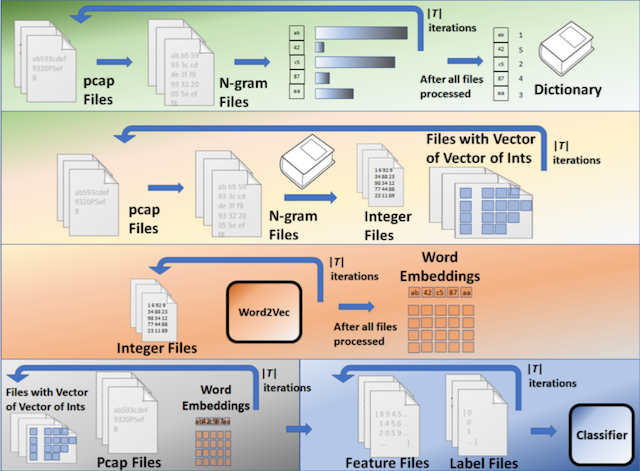 |T|
iterations
ab593cdef
9320P5ef
8
pcap
Files
ab b5 59
93 3c cd
de 3f f9
93 32 20
05 5e ef
f8
N-gram
Files
ab
42
c5
87
aa
After all files
processed
ab 1
42 5
c5 2
87 4
aa 3
Dictionary
Files with Vector
of Vector of Ints
|T|
iterations
ab593cdef
9320P5ef
8
pcap
Files
ab b5 59
93 3c cd
de 3f f9
93 32 20
05 5e ef
N-gram
Files
1 6 92 9
34 88 23
98 34 12
77 44 88
23 11 89
Integer
Files
|T|
iterations
1 6 92 9
34 88 23
98 34 12
77 44 88
23 11 89
Integer Files
Word2Vec
After all files
processed
Word
Embeddings
ab 42 c5 87 aa
|T|
iterations
Files with Vector
of Vector of Ints
ab593cdef
9320P5ef
8
Pcap Files
Word
Embeddings
ab 42 c5 87 aa
|T|
iterations
[ 8 9 4 5 ...
1 4 5 6 ...
2 0 5 9 ...
... ]
Feature Files
[ 0
0
1
... ]
Label Files
Classifier